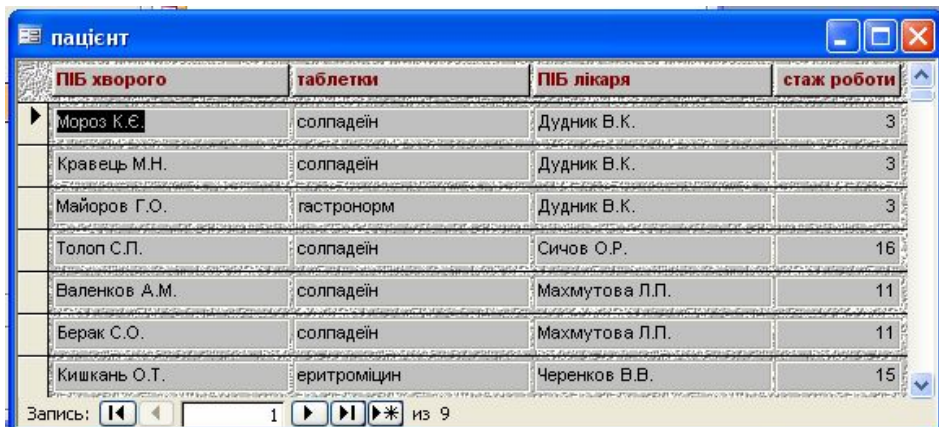 пацієнт
ПІБ хворого таблетки ПІБ лікаря стаж роботи
Мороз К.Є. солпадеїн Дудник В.К. 3
Кравець М.Н. солпадеїн Дудник В.К. 3
Майоров Г.О. гастронорм Дудник В.К. 3
Толоп С.П. солпадеїн Сичов О.Р. 16
Валенков А.М. солпадеїн Махмутова Л.П. 11
Берак С.О. солпадеїн Махмутова Л.П. 11
Кишкань О.Т. еритроміцин Черенков В.В. 15
Запись: 1 из 9